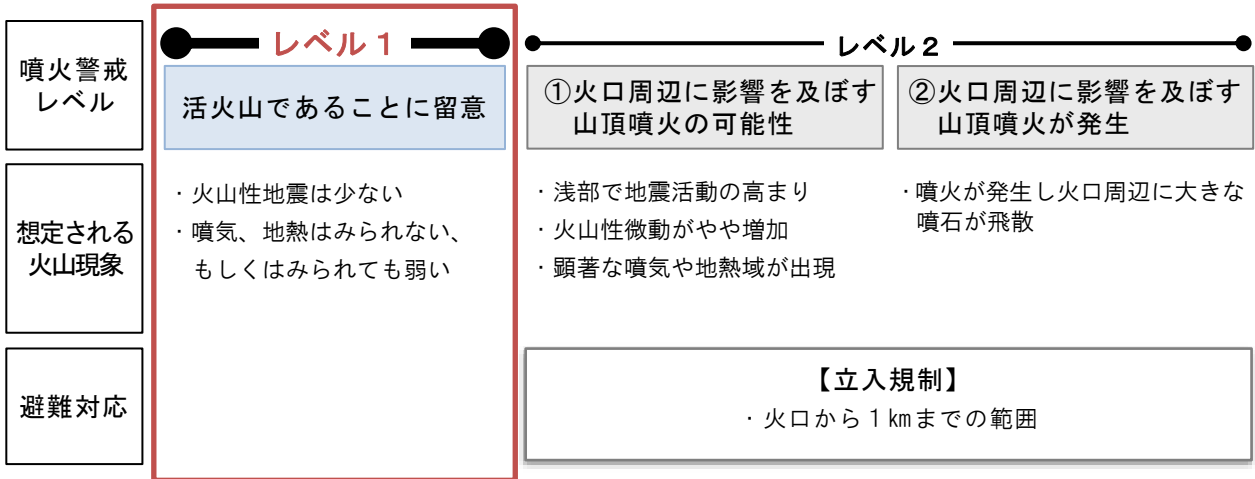 噴火警戒
レベル
レベル１
レベル２
活火山であることに留意
①火口周辺に影響を及ぼす
山頂噴火の可能性
②火口周辺に影響を及ぼす
山頂噴火が発生
想定される
火山現象
・火山性地震は少ない
・噴気、地熱はみられない、
もしくはみられても弱い
・浅部で地震活動の高まり
・火山性微動がやや増加
・顕著な噴気や地熱域が出現
・噴火が発生し火口周辺に大きな
噴石が飛散
避難対応
【立入規制】
・火口から１㎞までの範囲